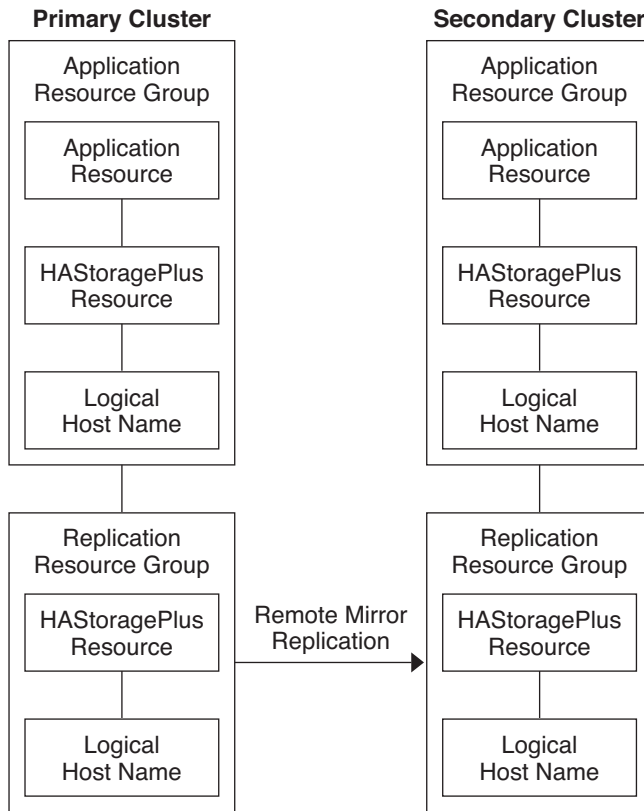 Primary Cluster
Application
Resource Group
Application
Resource
HAStoragePlus
Resource
Logical
Host Name
Replication
Resource Group
HAStoragePlus
Resource
Logical
Host Name
Remote Mirror
Replication
Secondary Cluster
Application
Resource Group
Application
Resource
HAStoragePlus
Resource
Logical
Host Name
Replication
Resource Group
HAStoragePlus
Resource
Logical
Host Name